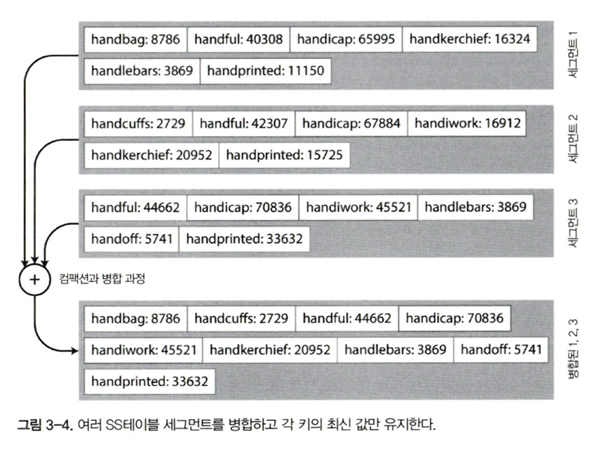 handbag: 8786 handful: 40308 handicap: 65995 handkerchief: 16324
handlebars: 3869 handprinted: 11150
세그먼트 1
handcuffs: 2729 handful: 42307 handicap: 67884 handiwork: 16912
handkerchief: 20952 handprinted: 15725
세그먼트 2
handful: 44662 handicap: 70836 handiwork: 45521 handlebars: 3869
handoff: 5741 handprinted: 33632
세그먼트 3
+ 컴팩션과 병합 과정
handbag: 8786 handcuffs: 2729 handful: 44662 handicap: 70836
handiwork: 45521 handkerchief: 20952 handlebars: 3869 handoff: 5741
handprinted: 33632
병합된 1, 2, 3
그림 3-4. 여러 SS테이블 세그먼트를 병합하고 각 키의 최신 값만 유지한다.